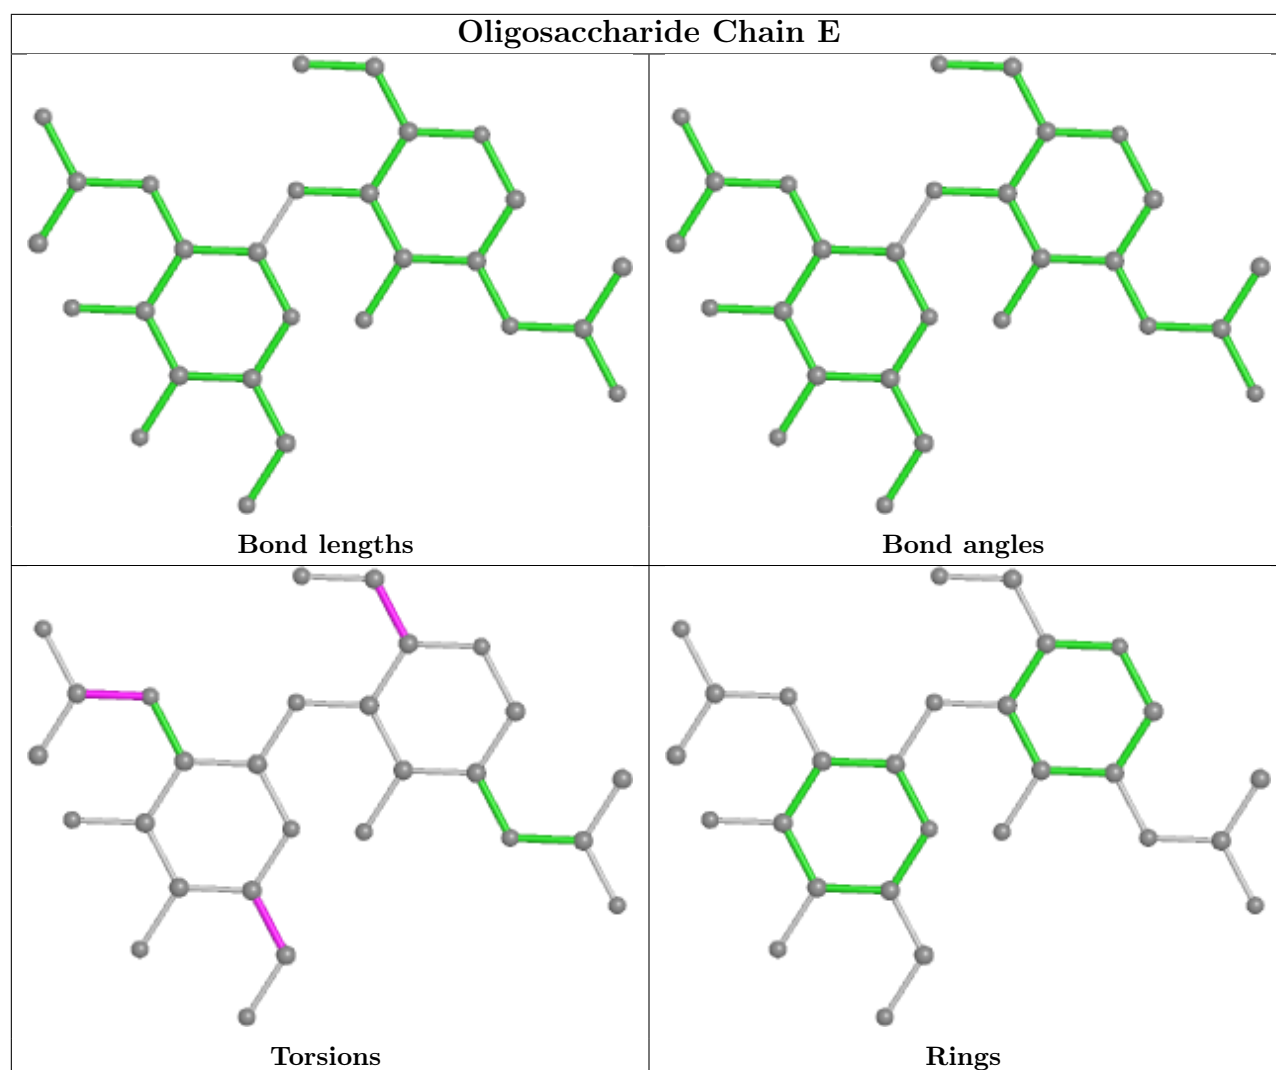 Oligosaccharide Chain E
Bond lengths
Bond angles
Torsions
Rings